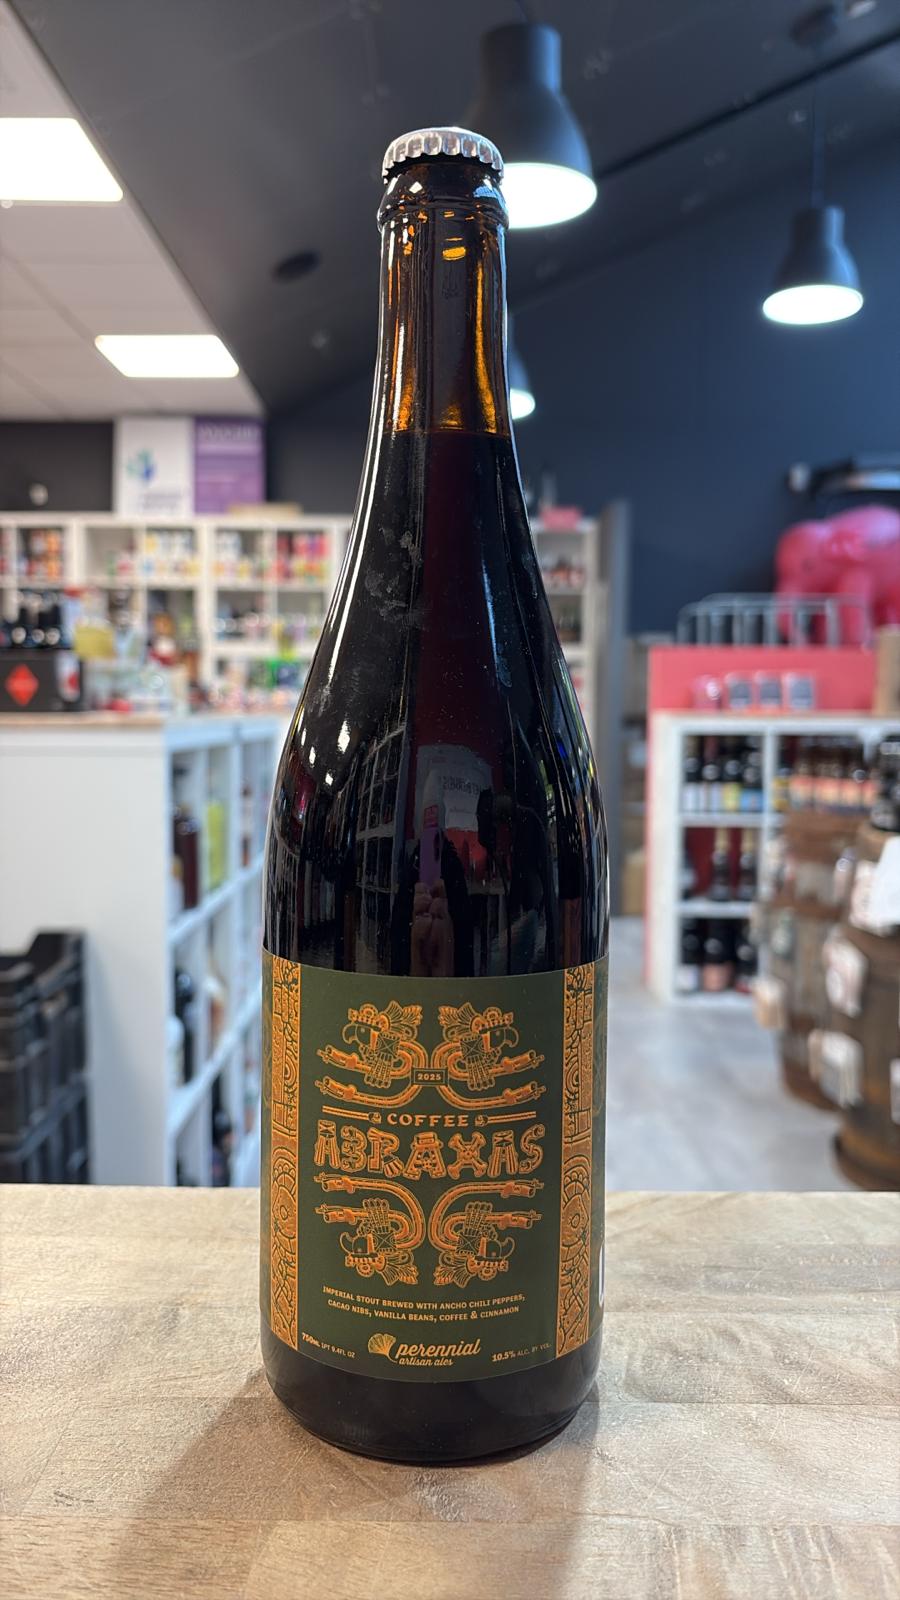 2025
COFFEE
ABRAXAS
IMPERIAL STOUT BREWED WITH ANCHO CHILI PEPPERS,
CACAO NIBS, VANILLA BEANS, COFFEE & CINNAMON
750ML 1PT 9.4FL OZ
perennial
artisan ales
10.5% ALC. BY VOL.